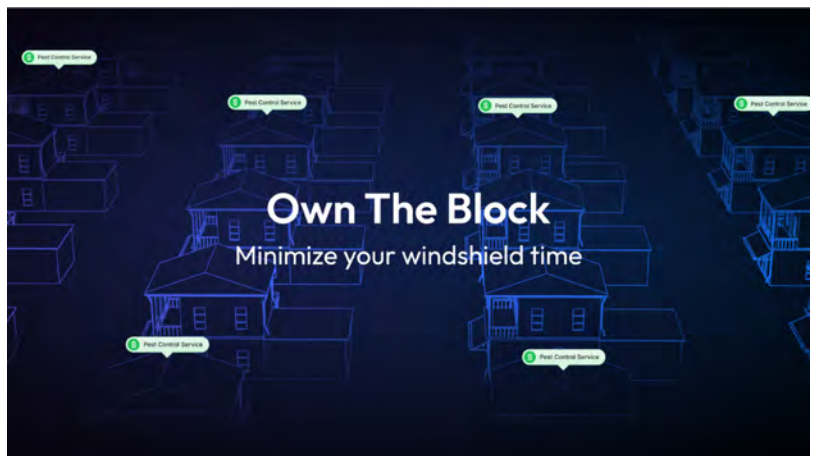 Pest Control Service
Pest Control Service
Pest Control Service
Pest Control Service
Own The Block
Minimize your windshield time
Pest Control Service
Pest Control Service